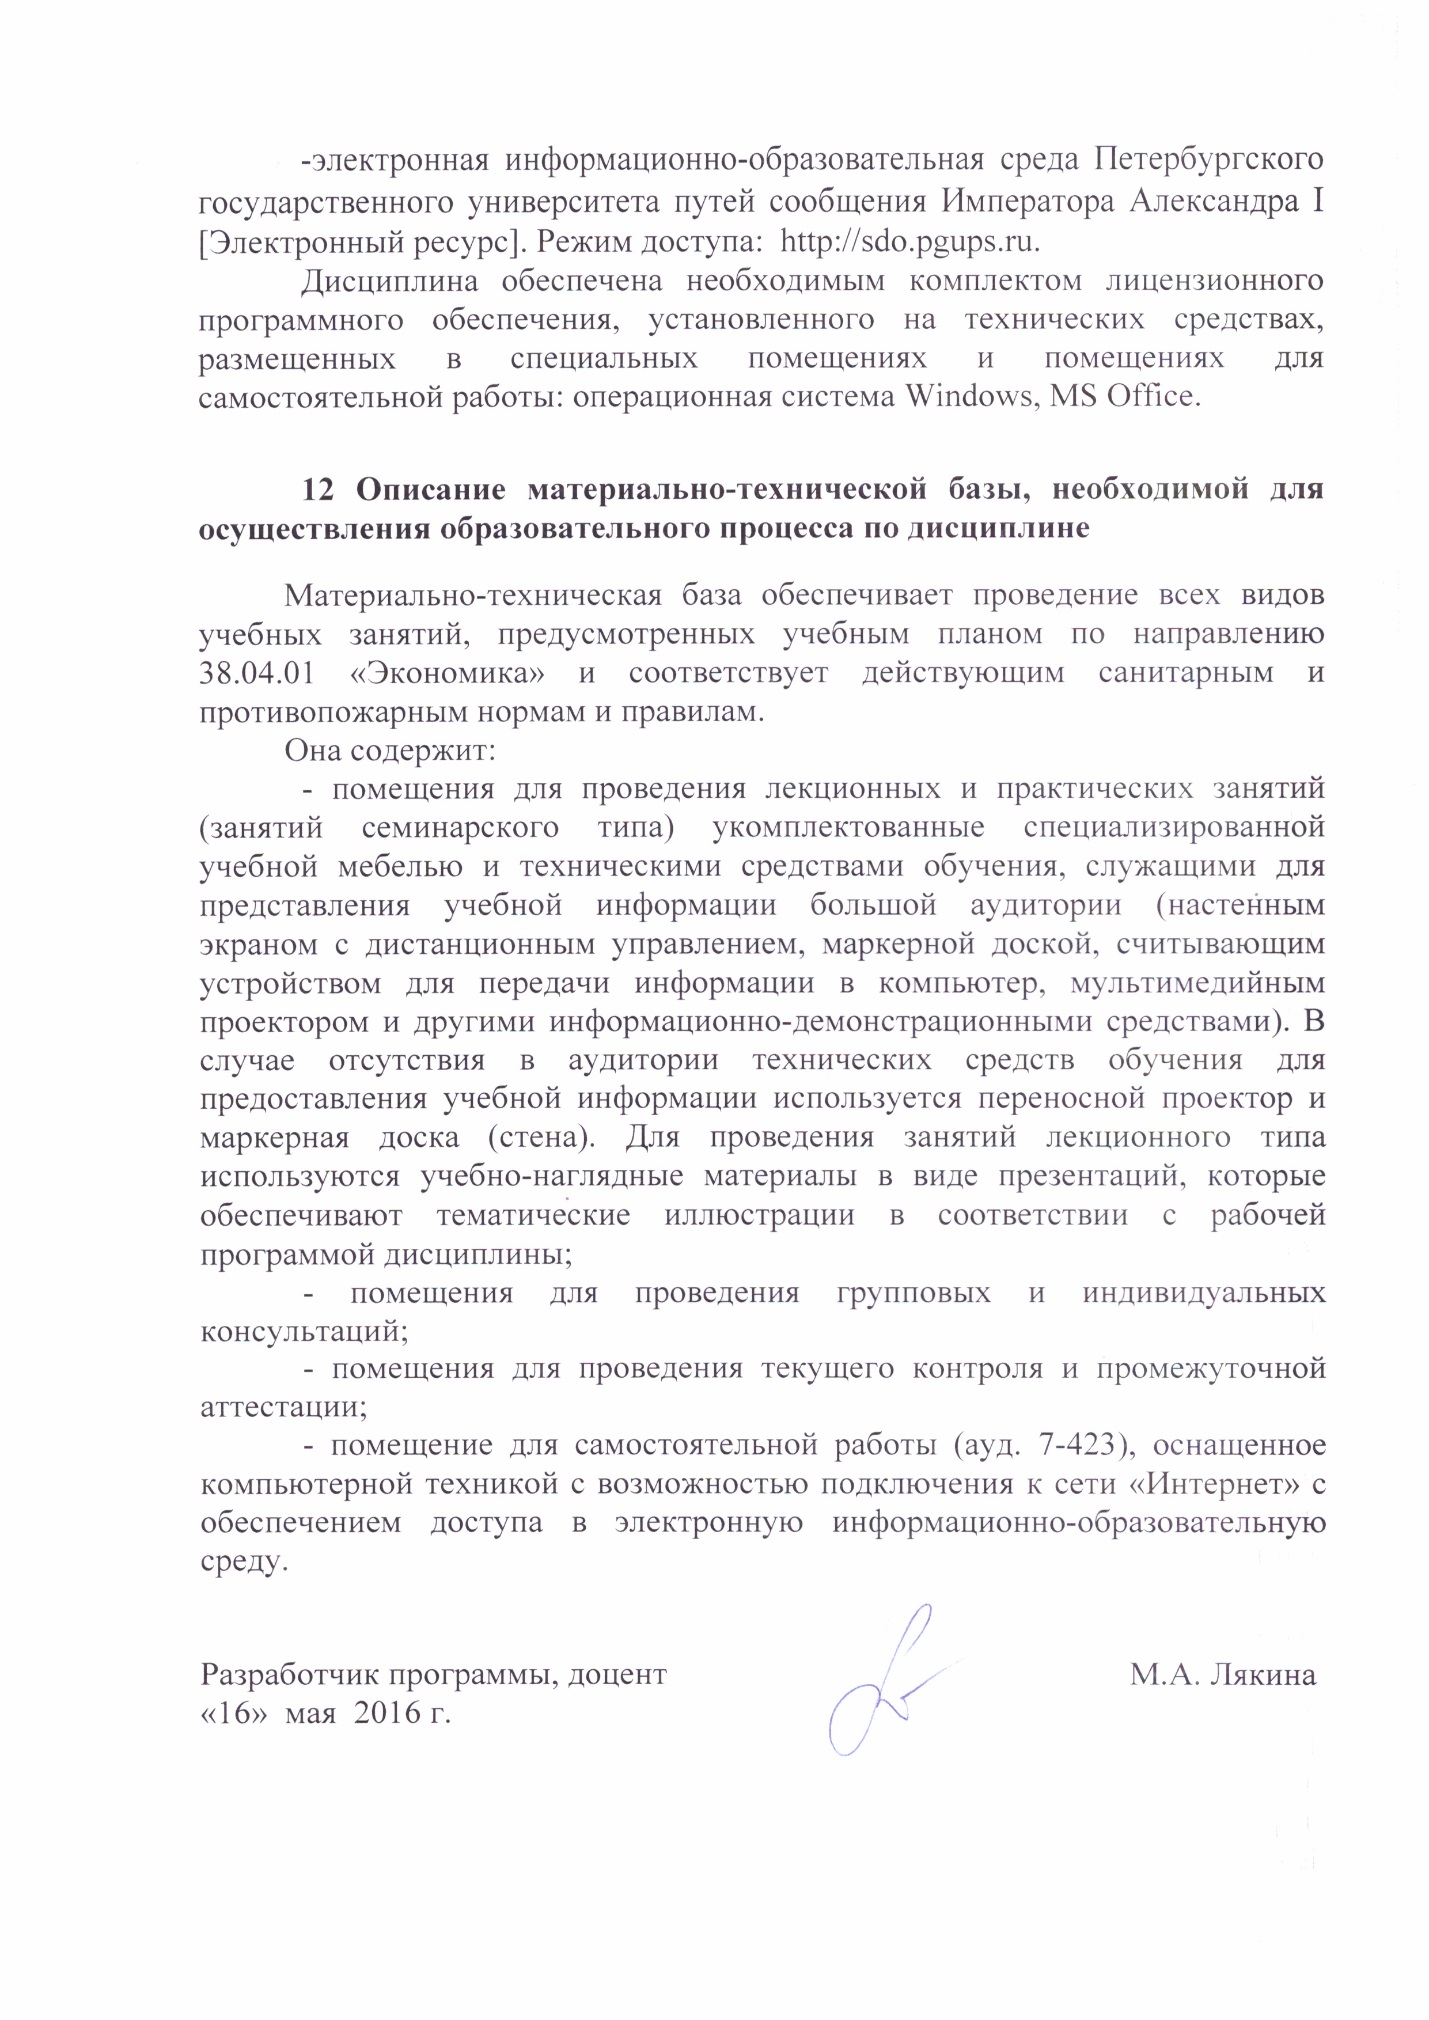 -электронная информационно-образовательная среда Петербургского
государственного университета путей сообщения Императора Александра I
[Электронный ресурс]. Режим доступа: http://sdo.pgups.ru.
Дисциплина обеспечена необходимым комплектом лицензионного
программного обеспечения, установленного на технических средствах,
размещенных в специальных помещениях и помещениях для
самостоятельной работы: операционная система Windows, MS Office.
12 Описание материально-технической базы, необходимой для
осуществления образовательного процесса по дисциплине
Материально-техническая база обеспечивает проведение всех видов
учебных занятий, предусмотренных учебным планом по направлению
38.04.01 «Экономика» и соответствует действующим санитарным и
противопожарным нормам и правилам.
Она содержит:
- помещения для проведения лекционных и практических занятий
(занятий семинарского типа) укомплектованные специализированной
учебной мебелью и техническими средствами обучения, служащими для
представления учебной информации большой аудитории (настенным
экраном с дистанционным управлением, маркерной доской, считывающим
устройством для передачи информации в компьютер, мультимедийным
проектором и другими информационно-демонстрационными средствами). В
случае отсутствия в аудитории технических средств обучения для
предоставления учебной информации используется переносной проектор и
маркерная доска (стена). Для проведения занятий лекционного типа
используются учебно-наглядные материалы в виде презентаций, которые
обеспечивают тематические иллюстрации в соответствии с рабочей
программой дисциплины;
- помещения для проведения групповых и индивидуальных
консультаций;
- помещения для проведения текущего контроля и промежуточной
аттестации;
- помещение для самостоятельной работы (ауд. 7-423), оснащенное
компьютерной техникой с возможностью подключения к сети «Интернет» с
обеспечением доступа в электронную информационно-образовательную
среду.
Разработчик программы, доцент М.А. Лякина
«16» мая 2016 г.